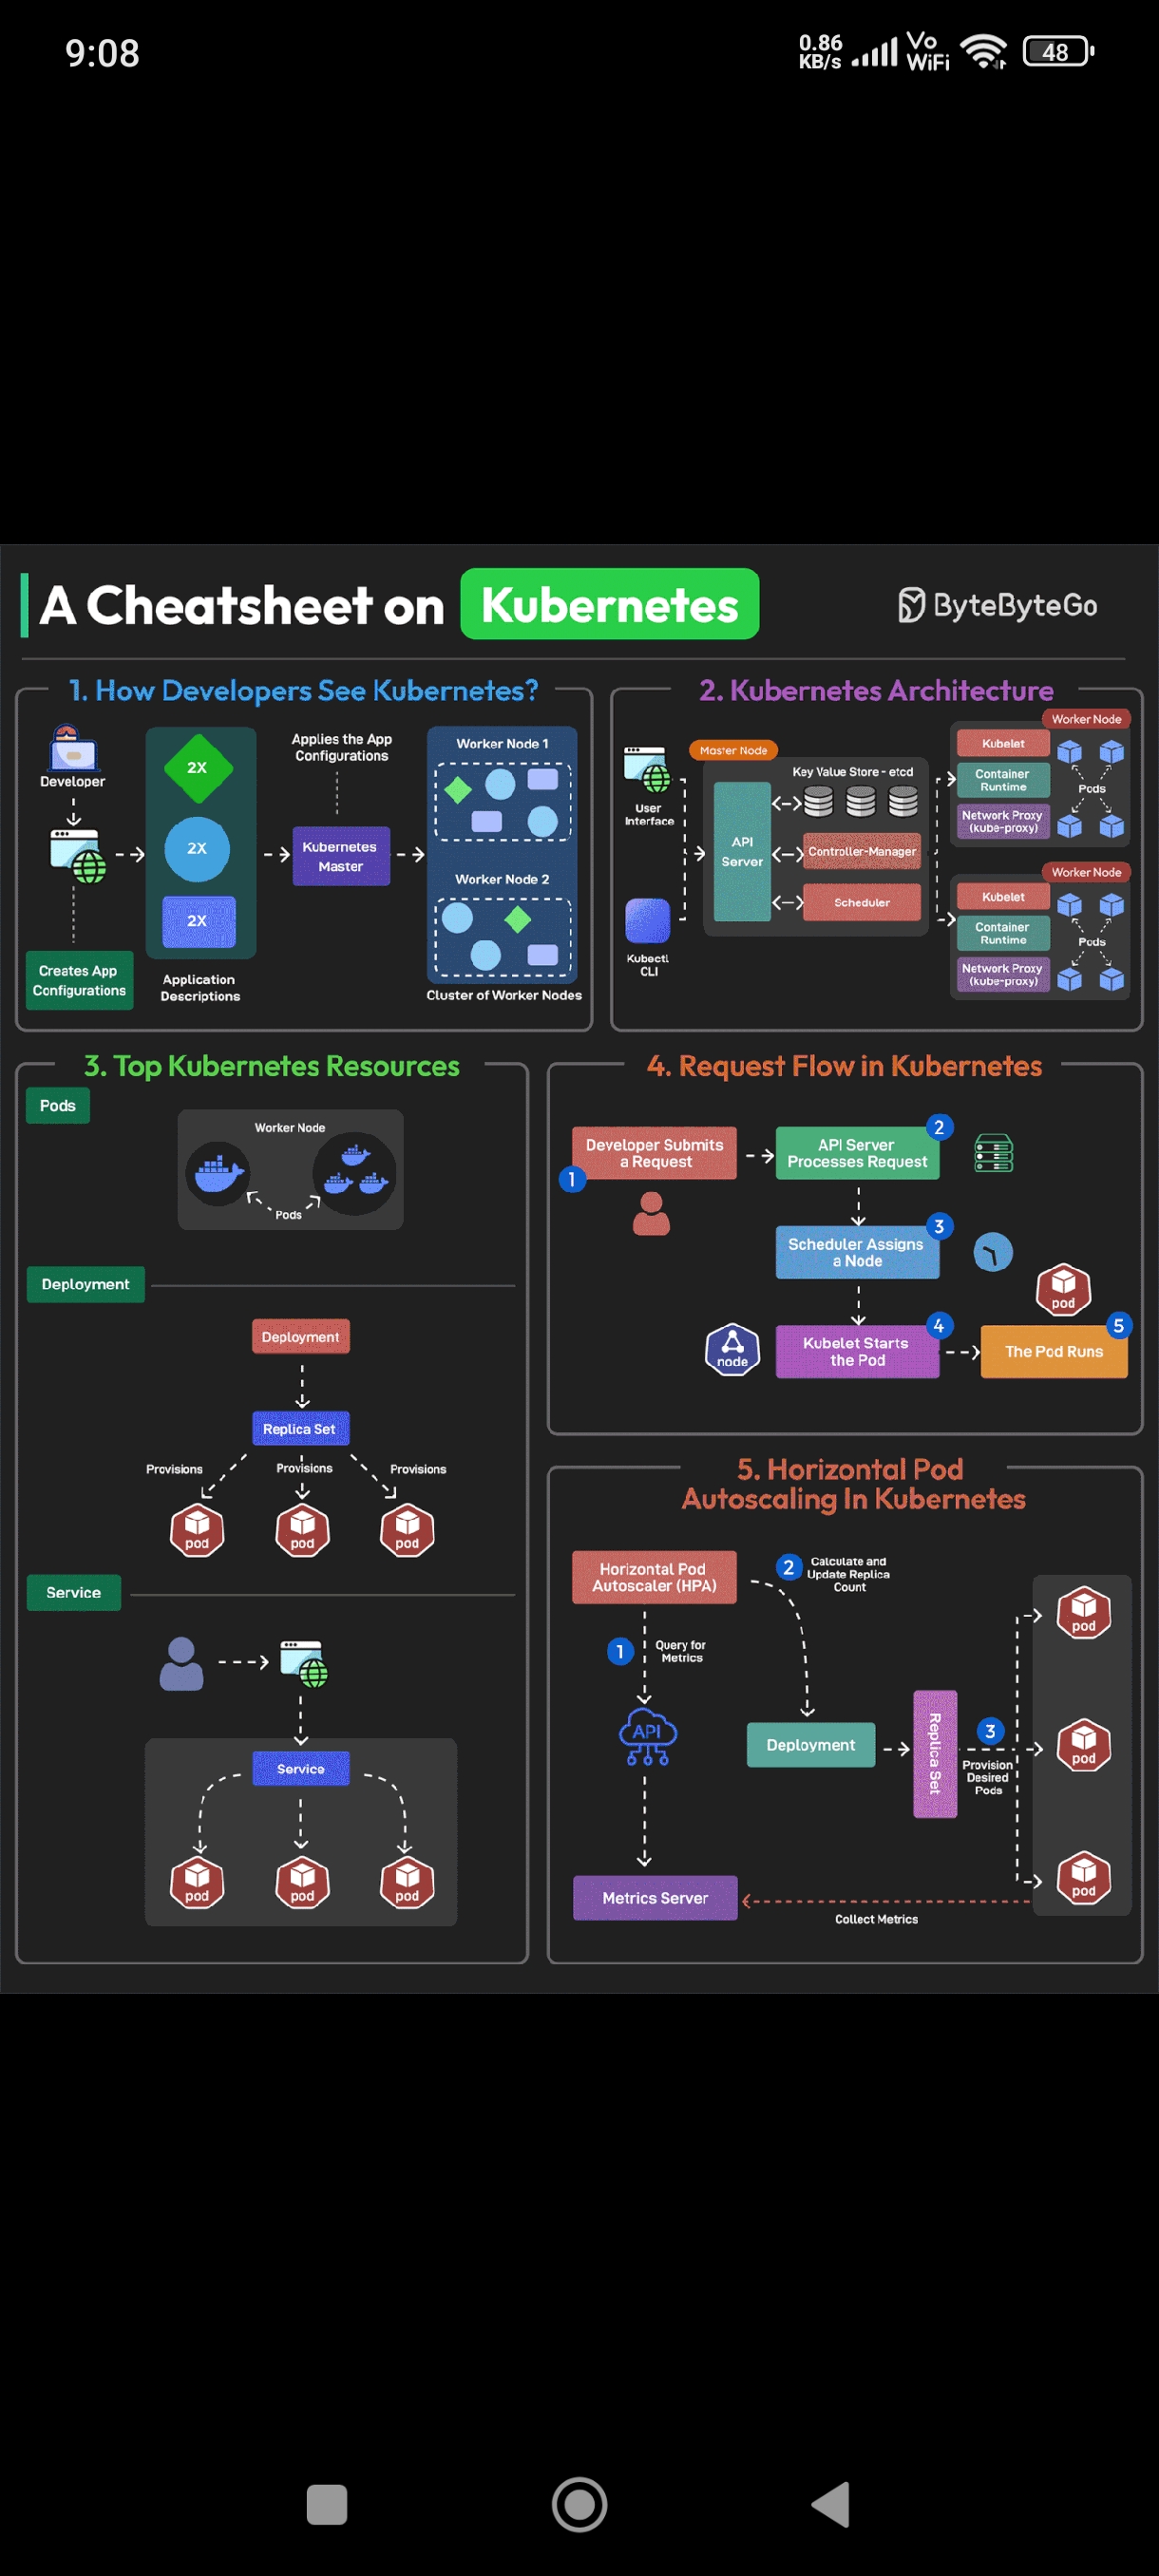 9:08
0.86
KB/s
Vo
WiFi
48
A Cheatsheet on Kubernetes
ByteByteGo
1. How Developers See Kubernetes?
Developer
Creates App
Configurations
2X
2X
2X
Application
Descriptions
Applies the App
Configurations
Kubernetes
Master
Worker Node 1
Worker Node 2
Cluster of Worker Nodes
2. Kubernetes Architecture
User
Interface
Kubectl
CLI
Master Node
API
Server
Key Value Store - etcd
Controller-Manager
Scheduler
Worker Node
Kubelet
Container
Runtime
Network Proxy
(kube-proxy)
Pods
Worker Node
Kubelet
Container
Runtime
Network Proxy
(kube-proxy)
Pods
3. Top Kubernetes Resources
Pods
Worker Node
Pods
Deployment
Deployment
Replica Set
Provisions
Provisions
Provisions
pod
pod
pod
Service
Service
pod
pod
pod
4. Request Flow in Kubernetes
1
Developer Submits
a Request
2
API Server
Processes Request
3
Scheduler Assigns
a Node
4
Kubelet Starts
the Pod
node
5
The Pod Runs
pod
5. Horizontal Pod
Autoscaling In Kubernetes
Horizontal Pod
Autoscaler (HPA)
1
Query for
Metrics
API
Metrics Server
2
Calculate and
Update Replica
Count
Deployment
Replica Set
3
Provision
Desired
Pods
pod
pod
pod
Collect Metrics